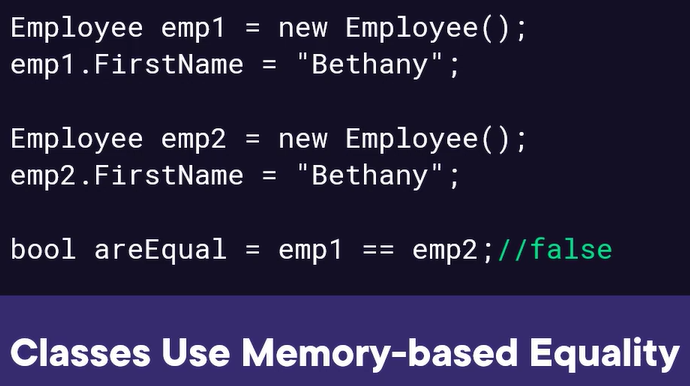 Employee emp1 = new Employee();
emp1.FirstName = "Bethany";
Employee emp2 = new Employee();
emp2.FirstName = "Bethany";
bool areEqual = emp1 == emp2;//false
Classes Use Memory-based Equality